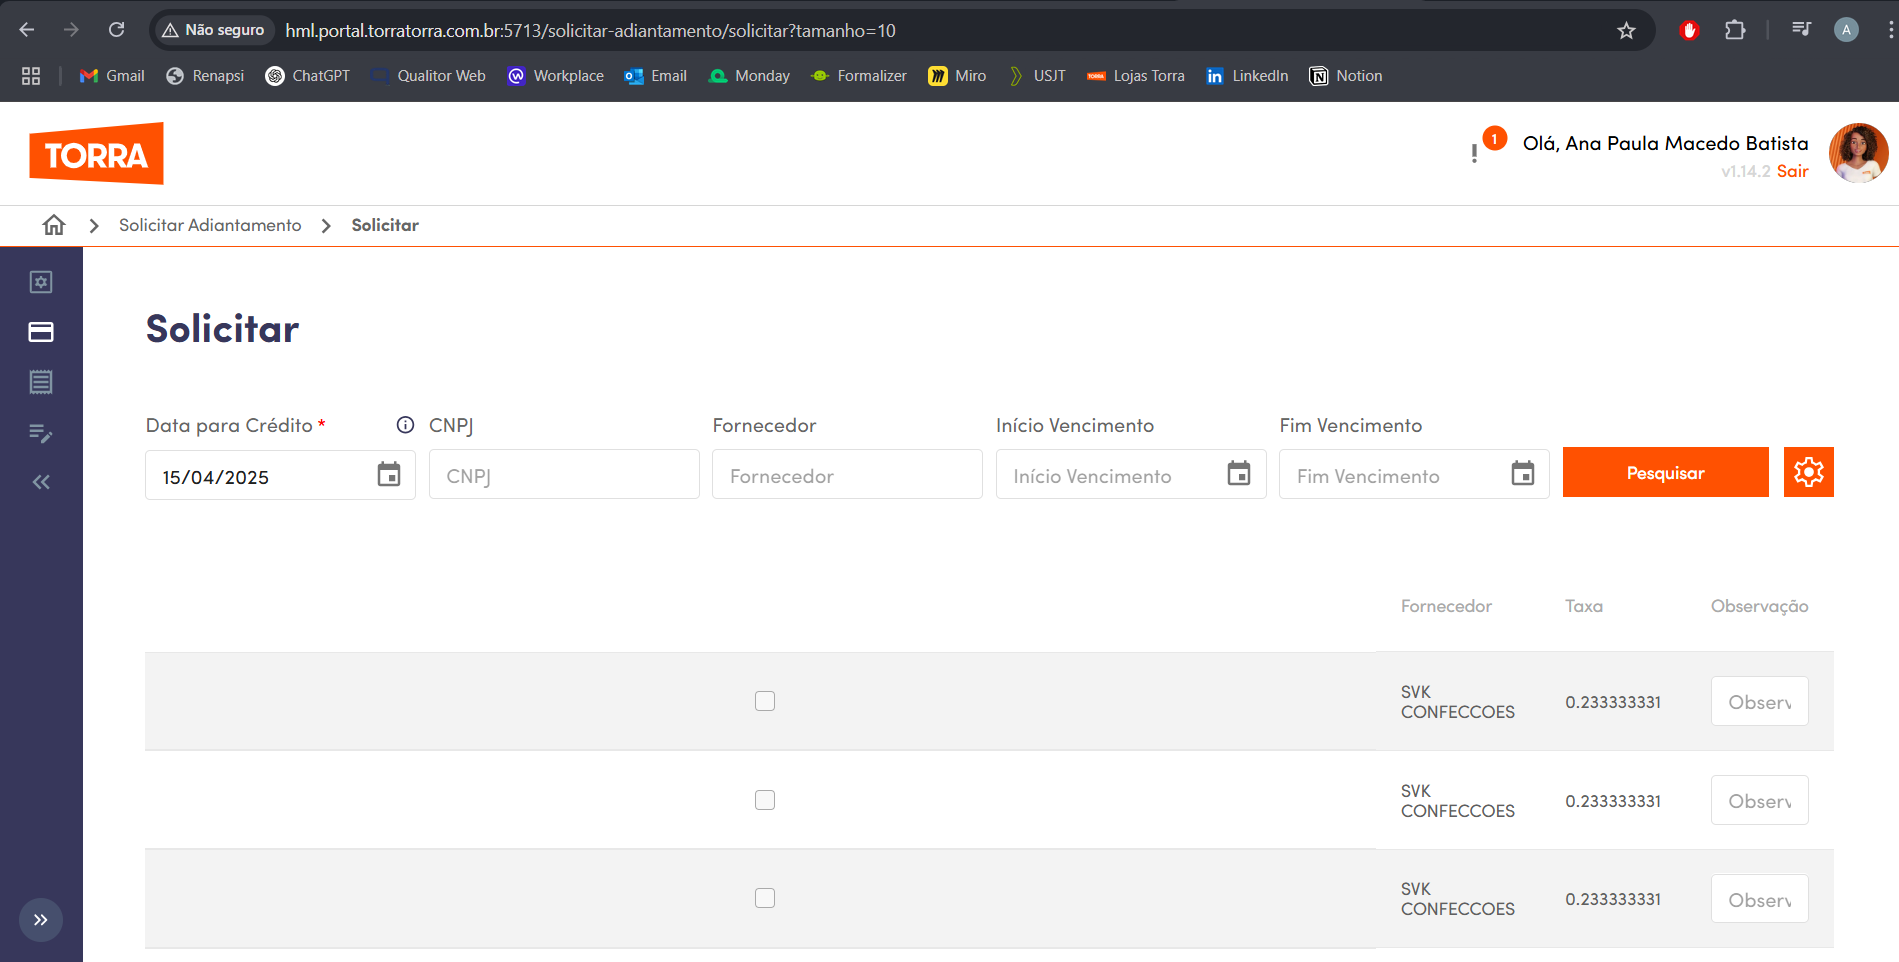 Não seguro hml.portal.torratorra.com.br:5713/solicitar-adiantamento/solicitar?tamanho=10 A
Gmail Renapsi ChatGPT Qualitor Web Workplace Email Monday Formalizer Miro USJT Lojas Torra LinkedIn Notion
TORRA
1
Olá, Ana Paula Macedo Batista
v1.14.2 Sair
Solicitar Adiantamento Solicitar
Solicitar
Data para Crédito * CNPJ Fornecedor Início Vencimento Fim Vencimento
15/04/2025 CNPJ Fornecedor Início Vencimento Fim Vencimento Pesquisar
Fornecedor Taxa Observação
SVK
CONFECCOES 0.233333331 Observ
SVK
CONFECCOES 0.233333331 Observ
SVK
CONFECCOES 0.233333331 Observ